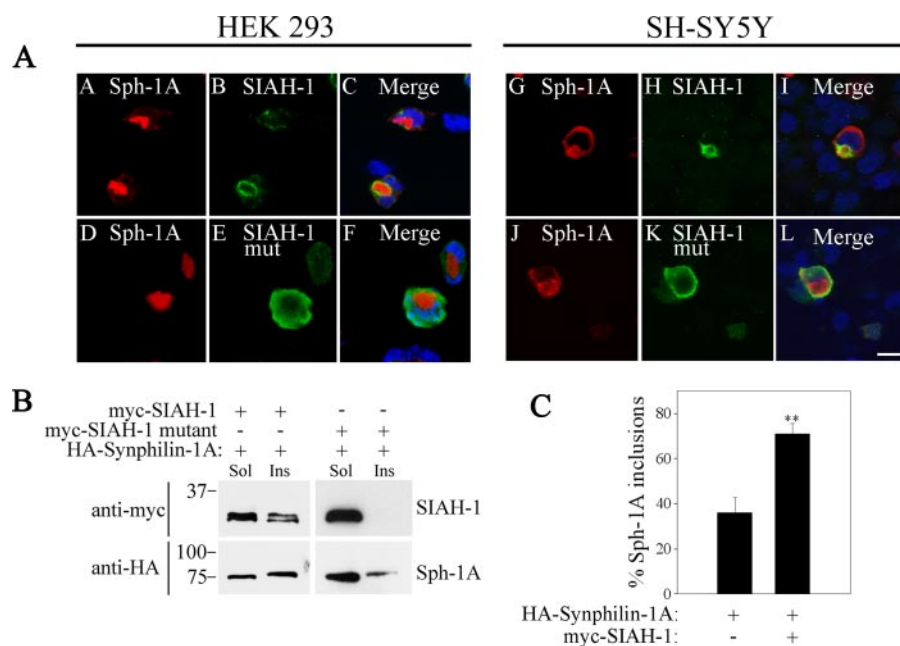 HEK 293
SH-SY5Y
A
A Sph-1A
B SIAH-1
C Merge
G Sph-1A
H SIAH-1
I Merge
D Sph-1A
E SIAH-1
mut
F Merge
J Sph-1A
K SIAH-1
mut
L Merge
B
myc-SIAH-1 + + - -
myc-SIAH-1 mutant - - + +
HA-Synphilin-1A: + + + +
Sol Ins Sol Ins
anti-myc 37- SIAH-1
anti-HA 100- 75- Sph-1A
C
% Sph-1A inclusions
80
60
40
20
0
**
HA-Synphilin-1A: + +
myc-SIAH-1: - +